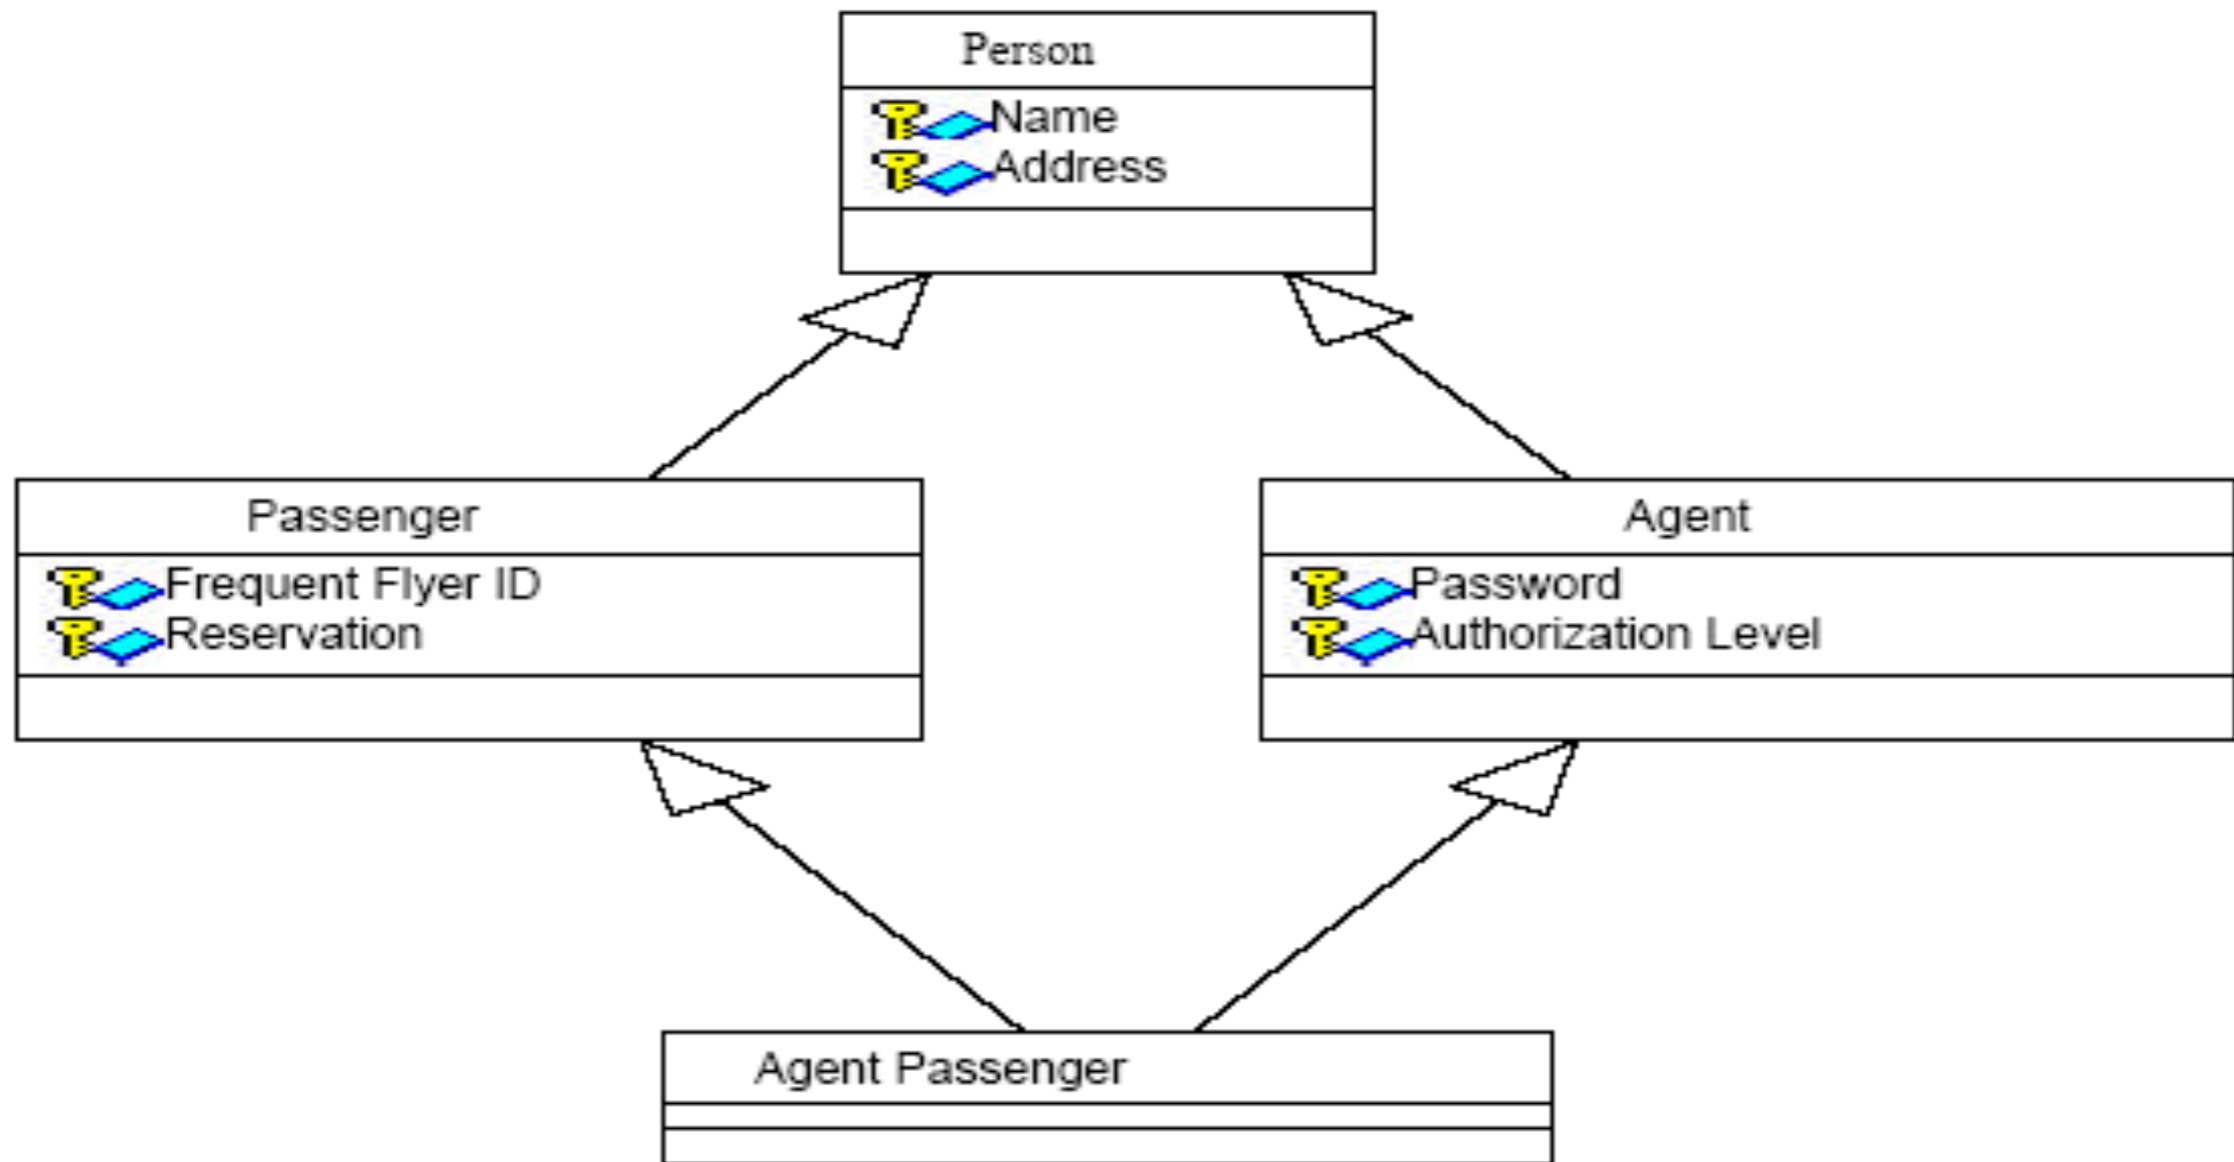 Person
Name
Address
Passenger
Frequent Flyer ID
Reservation
Agent
Password
Authorization Level
Agent Passenger